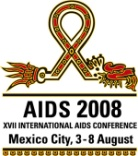 AIDS 2008
XVII INTERNATIONAL AIDS CONFERENCE
Mexico City, 3-8 August